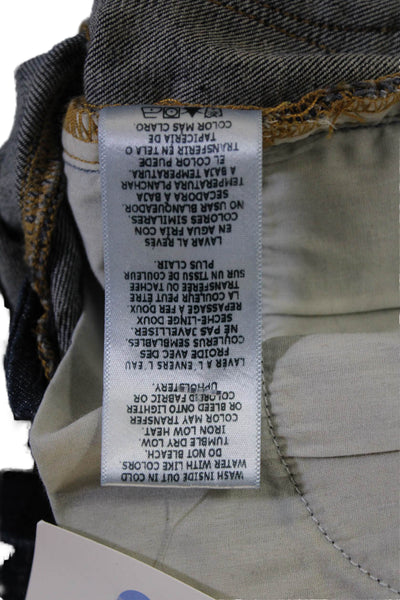 WASH INSIDE OUT IN COLD
WATER WITH LIKE COLORS.
DO NOT BLEACH.
TUMBLE DRY LOW.
IRON LOW HEAT.
COLOR MAY TRANSFER
OR BLEED ONTO LIGHTER
COLORED FABRIC OR
UPHOLSTERY.
LAVER A L ENVERS L EAU
FROIDE AVEC DES
COULEURS SEMBLABLES.
NE PAS JAVELLISER.
SECHE-LINGE DOUX
REPASSAGE A FER DOUX
LA COULEUR PEUT ÊTRE
TRANSFÉRÉE OU TACHEE
SUR UN TISSU DE COULEUR
PLUS CLAIR.
LAVAR AL REVÉS
EN AGUA FRIA CON
COLORES SIMILARES.
NO USAR BLANQUEADOR.
SECADORA A BAJA
TEMPERATURA PLANCHAR
A BAJA TEMPERATURA.
EL COLOR PUEDE
TRANSFERIR EN TELA O
TAPICERIA DE
COLOR MÁS CLARO.